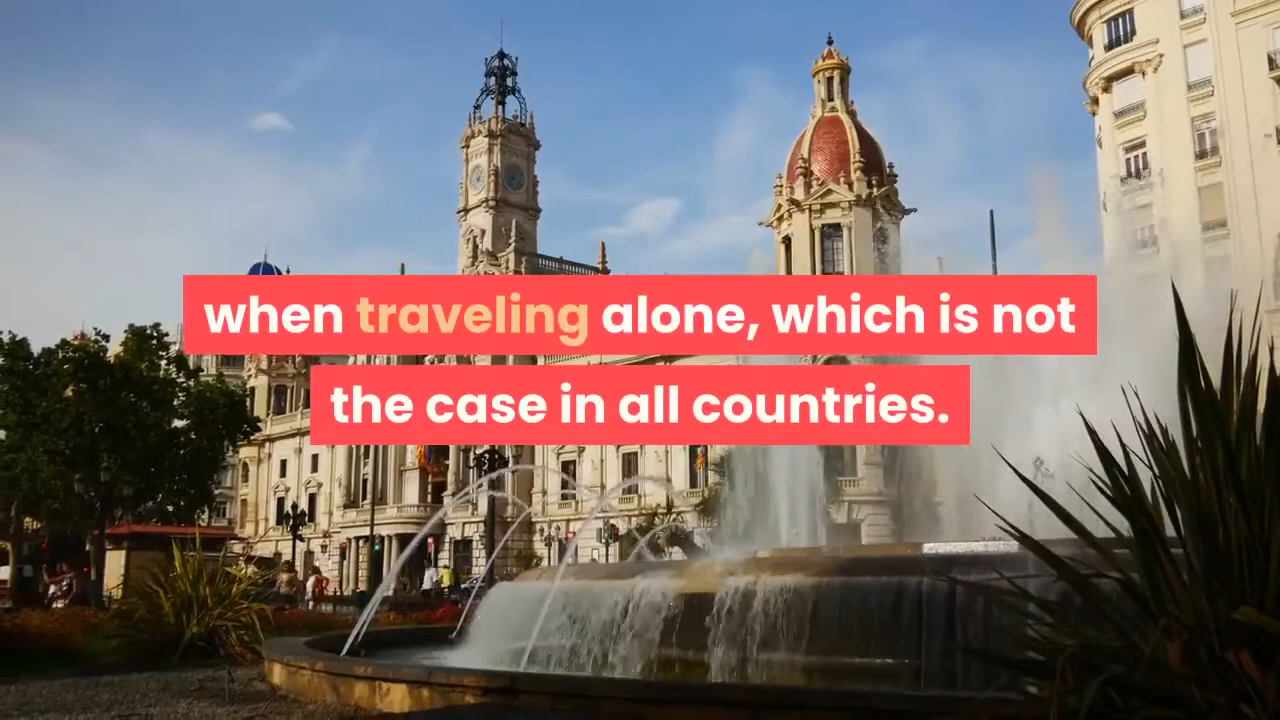 when traveling alone, which is not
the case in all countries.